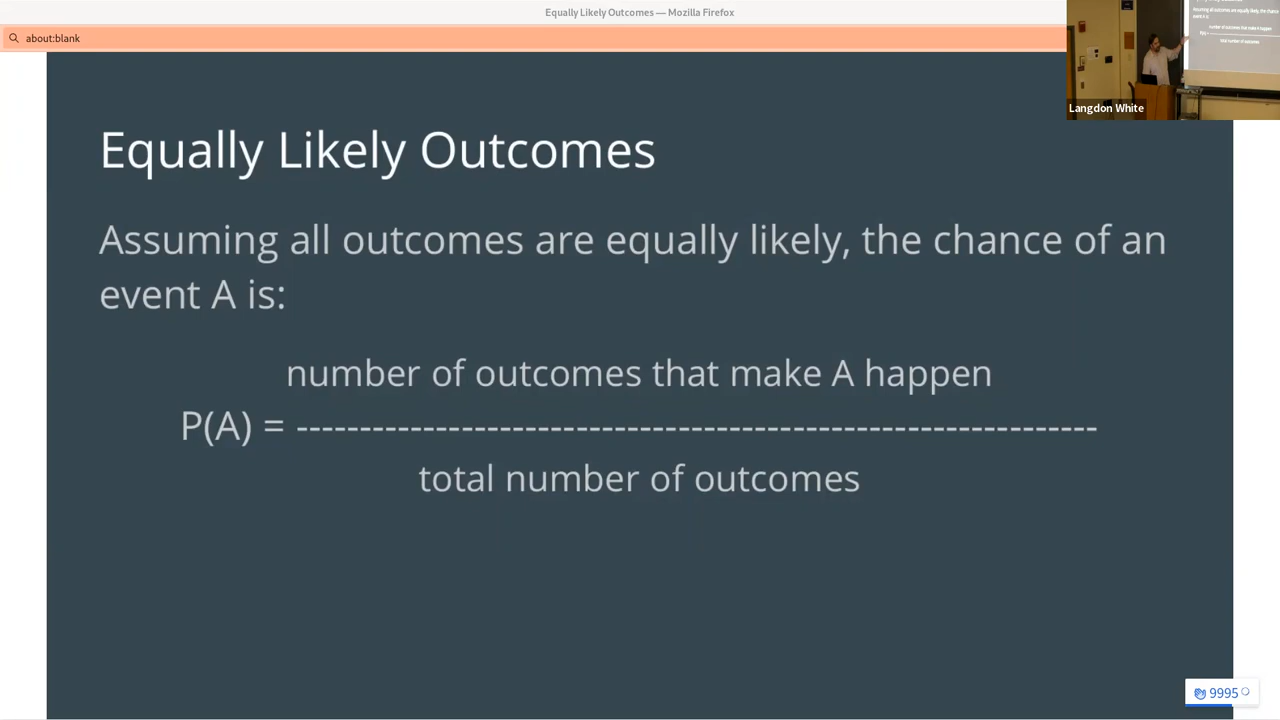 Equally Likely Outcomes — Mozilla Firefox
about:blank
Langdon White
Equally Likely Outcomes
Assuming all outcomes are equally likely, the chance of an
event A is:
number of outcomes that make A happen
P(A) = ---------------------------------------------------------------
total number of outcomes
9995